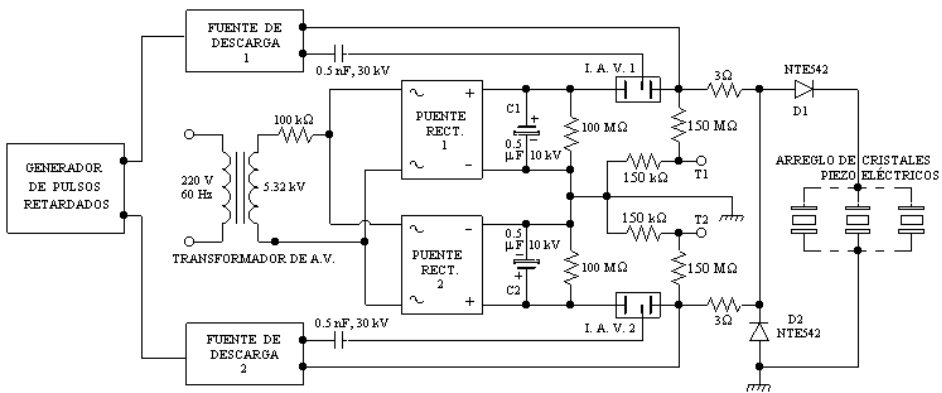 FUENTE DE
DESCARGA
1
0.5 nF, 30 kV
I. A. V. 1
3Ω
NTE542
D1
100 kΩ
PUENTE
RECT.
1
C1
0.5
µF 10 kV
100 MΩ
150 MΩ
150 kΩ
T1
GENERADOR
DE PULSOS
RETARDADOS
220 V
60 Hz
5.32 kV
TRANSFORMADOR DE A.V.
ARREGLO DE CRISTALES
PIEZO ELÉCTRICOS
150 kΩ
T2
PUENTE
RECT.
2
0.5
µF 10 kV
C2
100 MΩ
150 MΩ
I. A. V. 2
3Ω
D2
NTE542
0.5 nF, 30 kV
FUENTE DE
DESCARGA
2